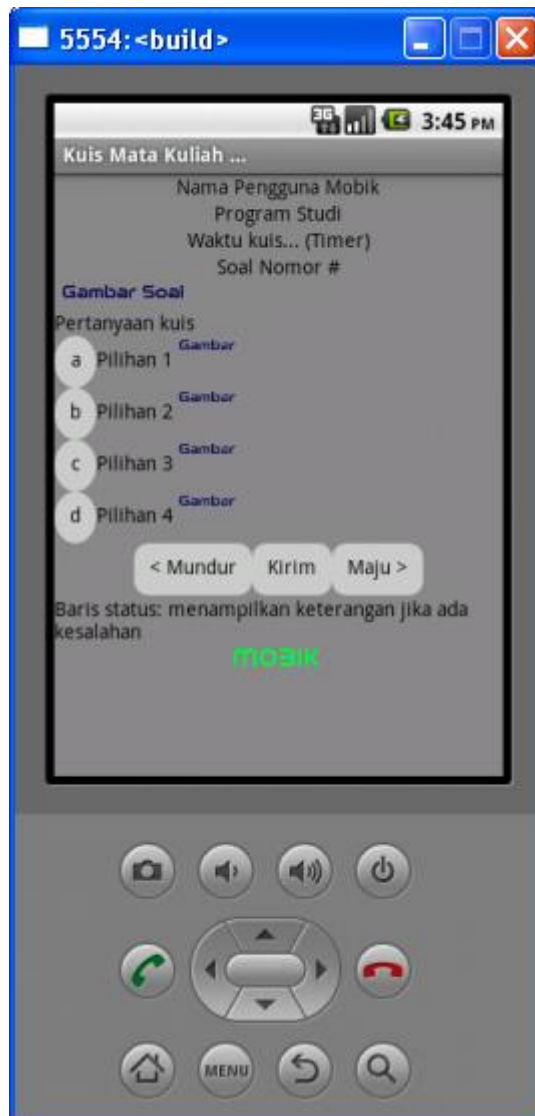 5554:<build>
3G
3:45 PM
Kuis Mata Kuliah ...
Nama Pengguna Mobik
Program Studi
Waktu kuis... (Timer)
Soal Nomor #
Gambar Soal
Pertanyaan kuis
a Pilihan 1 Gambar
b Pilihan 2 Gambar
c Pilihan 3 Gambar
d Pilihan 4 Gambar
< Mundur Kirim Maju >
Baris status: menampilkan keterangan jika ada
kesalahan
MOBIK
MENU